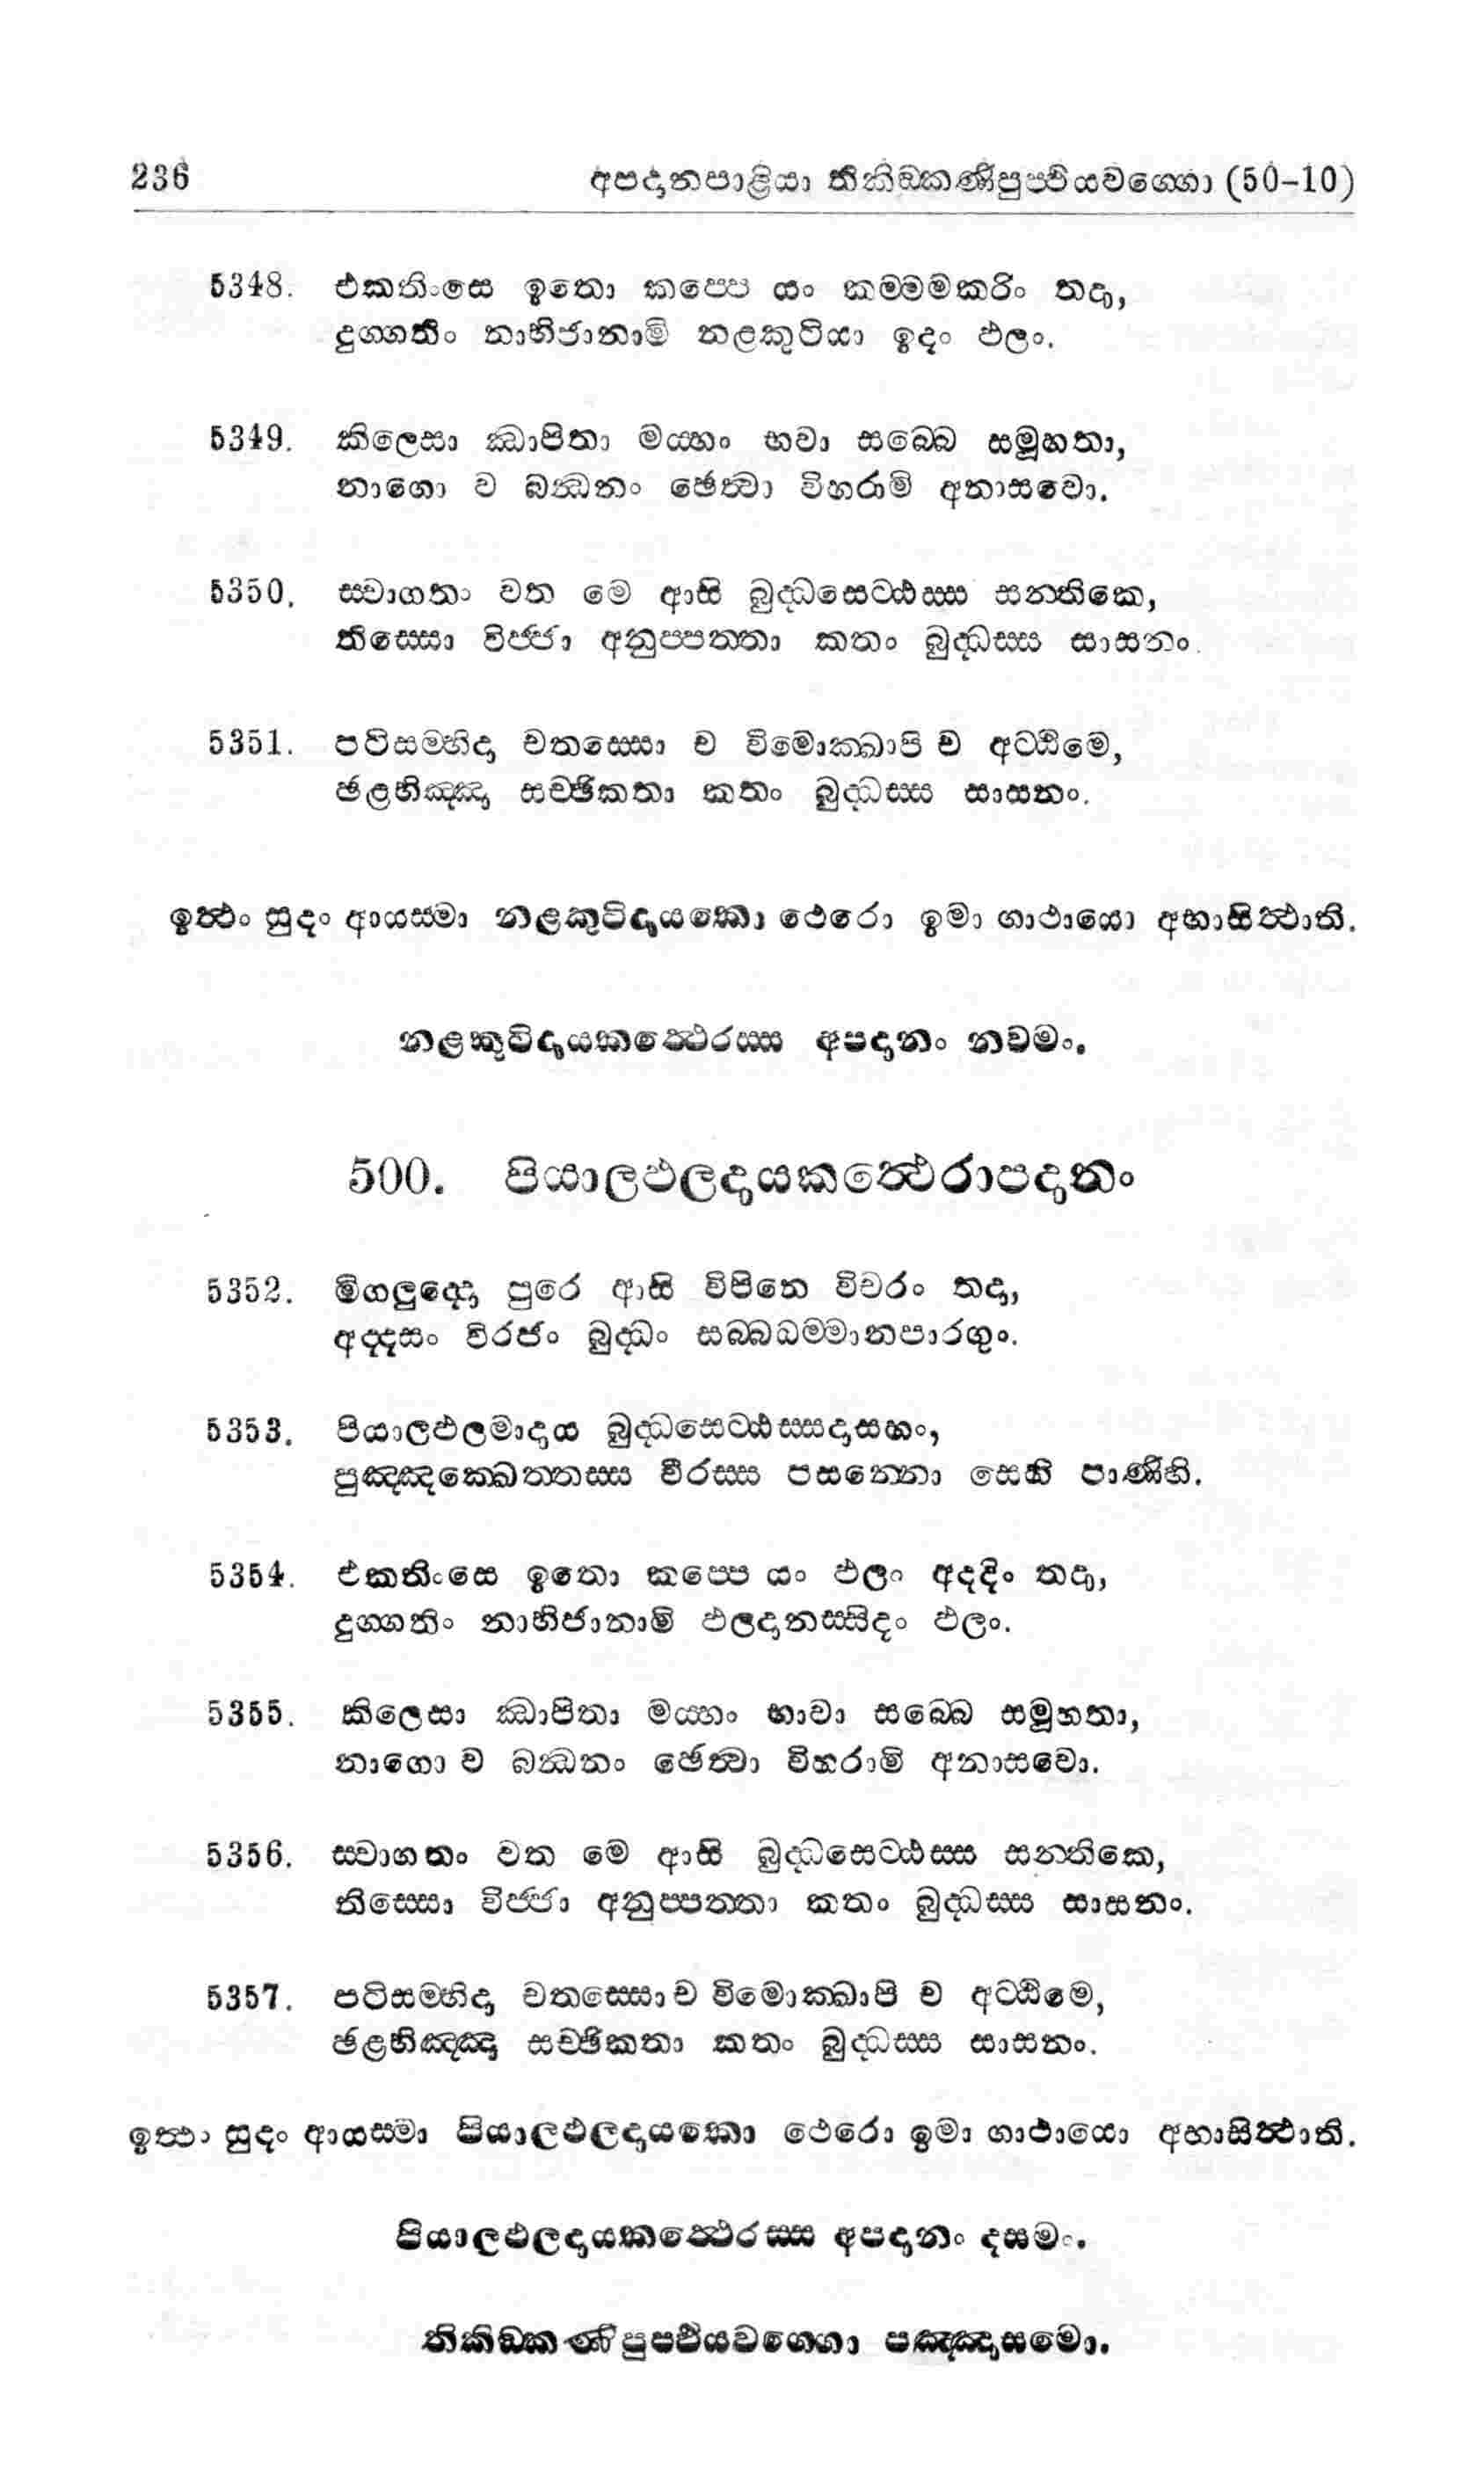 236 අපදානපාළියා තිකිඞකණිපුප්ඵියවග්ගො (50-10)
5348. එකතිංසෙ ඉතො කප්පෙ යං කම්මමකරිං තදා,
දුග්ගතිං නාභිජානාමි නළකුටියා ඉදං ඵලං.
5349. කිලෙසා ඣාපිතා මය්හං භවා සබ්බෙ සමූහතා,
නාගො ව බන්ධනං ඡෙත්වා විහරාමි අනාසවො.
5350. ස්වාගතං වත මෙ ආසි බුද්ධසෙට්ඨස්ස සන්තිකෙ,
තිස්සො විජ්ජා අනුප්පත්තා කතං බුද්ධස්ස සාසනං.
5351. පටිසම්භිදා චතස්සො ච විමොක්ඛාපි ච අට්ඨිමෙ,
ඡළභිඤ්ඤා සච්ඡිකතා කතං බුද්ධස්ස සාසනං.
ඉත්ථං සුදං ආයස්මා නළකුටිදායකො ථෙරො ඉමා ගාථායො අභාසිත්ථාති.
නළකුටිදායකත්ථෙරස්ස අපදානං නවමං.
500. පියාලඵලදායකත්ථෙරාපදානං
5352. මිගලුද්දො පුරෙ ආසි විපිනෙ විචරං තදා,
අද්දසං විරජං බුද්ධං සබ්බධම්මානපාරගුං.
5353. පියාලඵලමාදාය බුද්ධසෙට්ඨස්සදාසහං,
පුඤ්ඤක්ඛෙත්තස්ස වීරස්ස පසන්නො සෙහි පාණිහි.
5354. එකතිංසෙ ඉතො කප්පෙ යං ඵලං අදදිං තදා,
දුග්ගතිං නාභිජානාමි ඵලදානස්සිදං ඵලං.
5355. කිලෙසා ඣාපිතා මය්හං භාවා සබ්බෙ සමූහතා,
නාගො ව බන්ධනං ඡෙත්වා විහරාමි අනාසවො.
5356. ස්වාගතං වත මෙ ආසි බුද්ධසෙට්ඨස්ස සන්තිකෙ,
තිස්සො විජ්ජා අනුප්පත්තා කතං බුද්ධස්ස සාසනං.
5357. පටිසම්භිදා චතස්සො ච විමොක්ඛාපි ච අට්ඨිමෙ,
ඡළභිඤ්ඤා සච්ඡිකතා කතං බුද්ධස්ස සාසනං.
ඉත්ථං සුදං ආයස්මා පියාලඵලදායකො ථෙරො ඉමා ගාථායො අභාසිත්ථාති.
පියාලඵලදායකත්ථෙරස්ස අපදානං දසමං.
තිකිඞකණිපුප්ඵියවග්ගො පඤ්ඤාසමො.